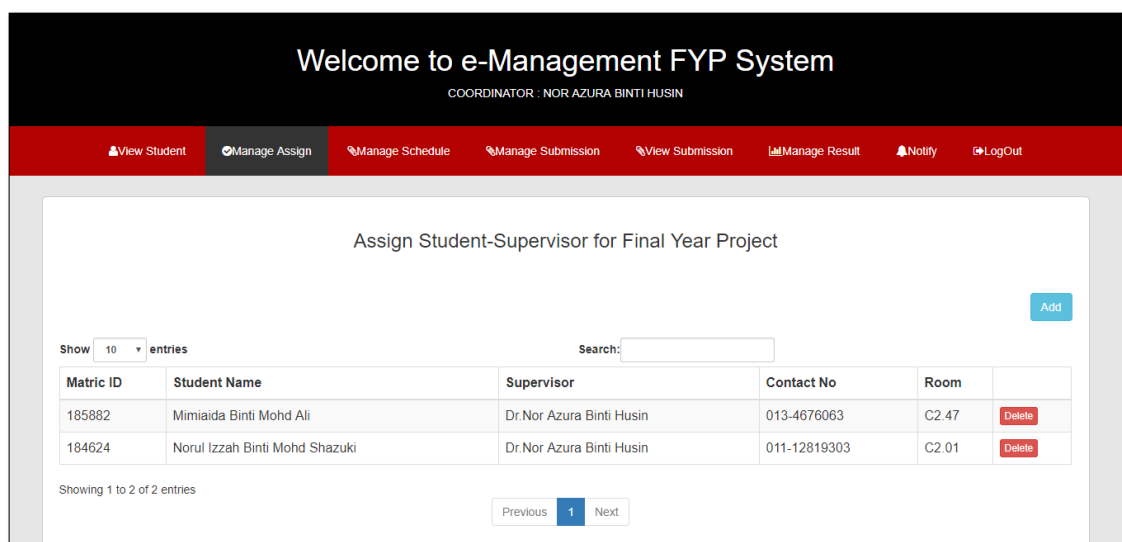 Welcome to e-Management FYP System
COORDINATOR : NOR AZURA BINTI HUSIN
View Student Manage Assign Manage Schedule Manage Submission View Submission Manage Result Notify LogOut
Assign Student-Supervisor for Final Year Project
Add
Show 10 entries Search:
Matric ID Student Name Supervisor Contact No Room
185882 Mimiaida Binti Mohd Ali Dr.Nor Azura Binti Husin 013-4676063 C2.47 Delete
184624 Norul Izzah Binti Mohd Shazuki Dr.Nor Azura Binti Husin 011-12819303 C2.01 Delete
Showing 1 to 2 of 2 entries
Previous 1 Next